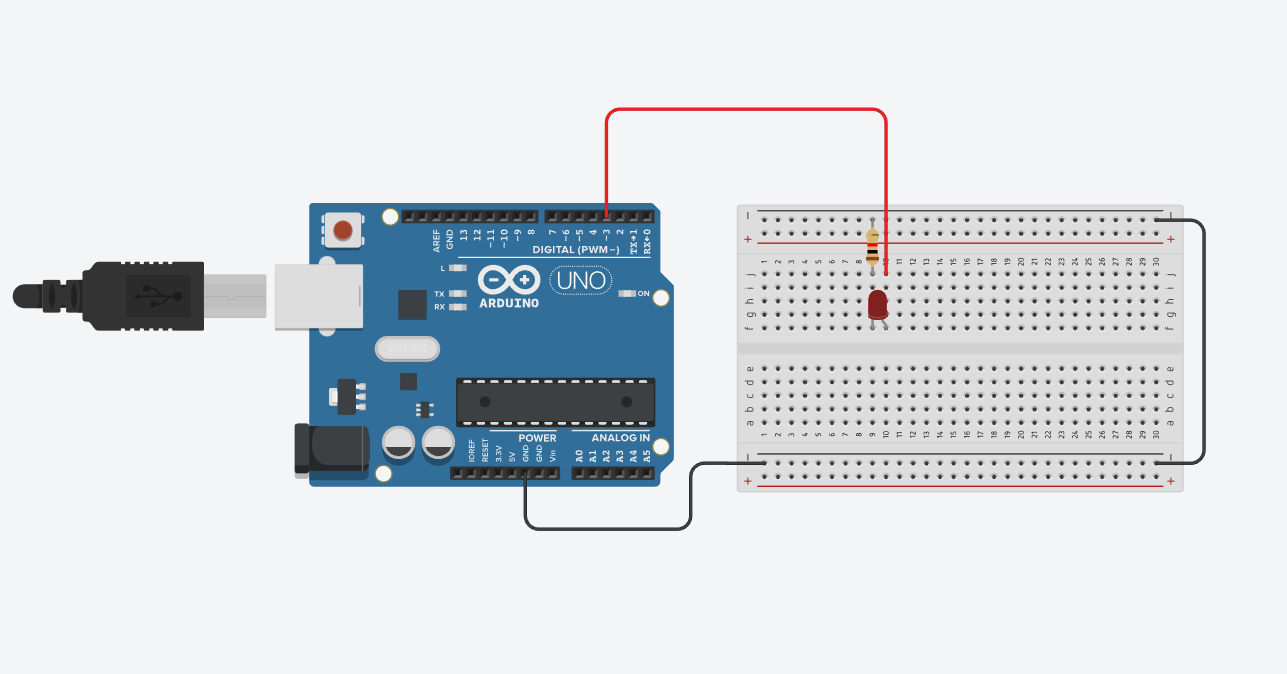 AREF
GND
13
12
~11
~10
~9
8
7
~6
~5
4
~3
2
TX→1
RX←0
DIGITAL (PWM~)
L
TX
RX
ARDUINO
UNO
ON
POWER
ANALOG IN
IOREF
RESET
3.3V
5V
GND
GND
Vin
A0
A1
A2
A3
A4
A5
− −
+ +
1 2 3 4 5 6 7 8 9 10 11 12 13 14 15 16 17 18 19 20 21 22 23 24 25 26 27 28 29 30
j j
i i
h h
g g
f f
e e
d d
c c
b b
a a
1 2 3 4 5 6 7 8 9 10 11 12 13 14 15 16 17 18 19 20 21 22 23 24 25 26 27 28 29 30
− −
+ +